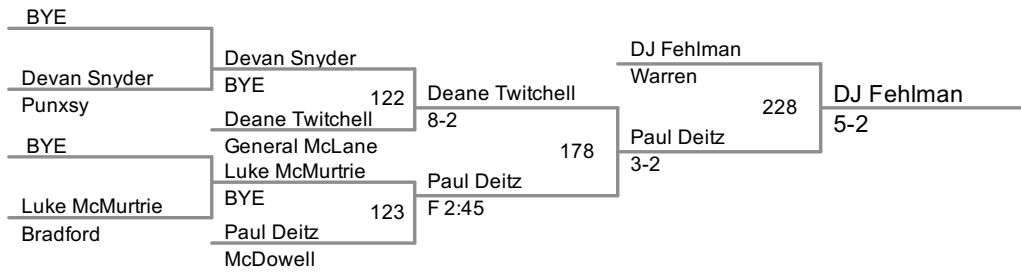 BYE
Devan Snyder
Punxsy
BYE
Luke McMurtrie
Bradford
Devan Snyder
BYE
122
Deane Twitchell
General McLane
Luke McMurtrie
BYE
123
Paul Deitz
McDowell
Deane Twitchell
8-2
178
Paul Deitz
F 2:45
DJ Fehlman
Warren
228
Paul Deitz
3-2
DJ Fehlman
5-2